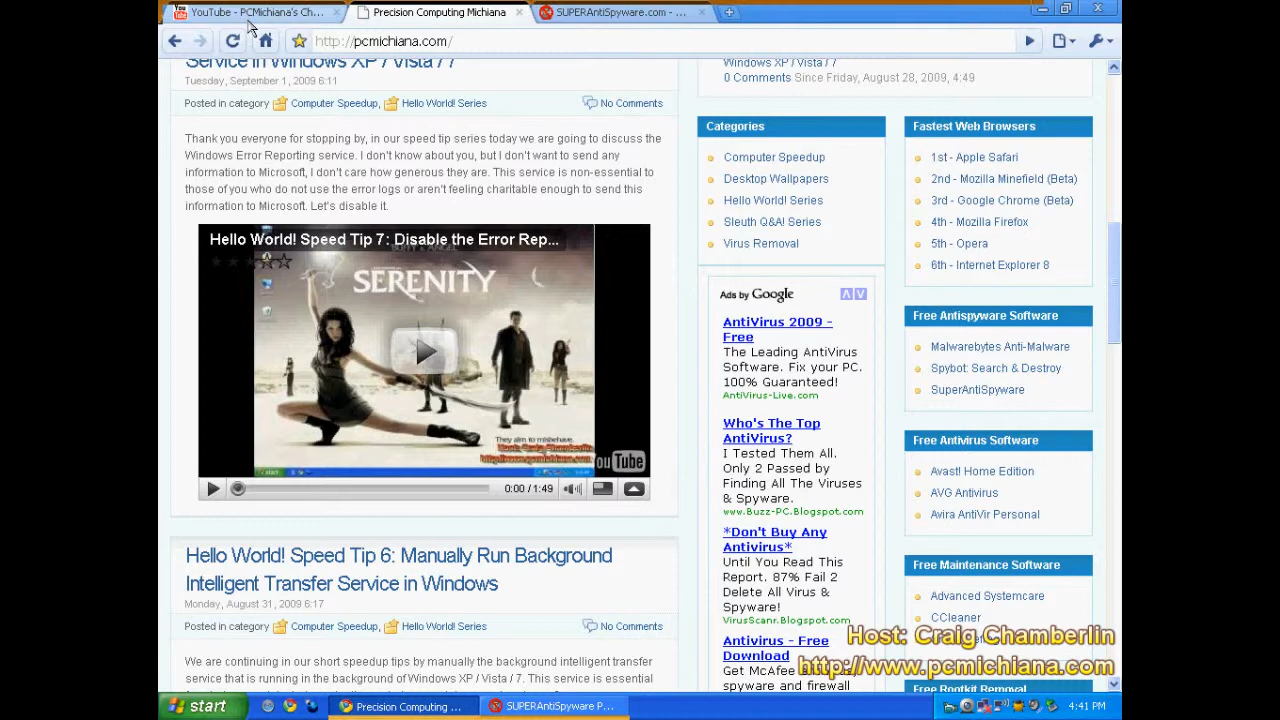 YouTube - PCMichiana's Ch...
Precision Computing Michiana
SUPERAntiSpyware.com - ...
http://pcmichiana.com/
Service in Windows XP / Vista / 7
Tuesday, September 1, 2009 6:11
Posted in category Computer Speedup, Hello World! Series No Comments
Thank you everyone for stopping by, in our speed tip series today we are going to discuss the
Windows Error Reporting service. I don't know about you, but I don't want to send any
information to Microsoft, I don't care how generous they are. This service is non-essential to
those of you who do not use the error logs or aren't feeling charitable enough to send this
information to Microsoft. Let's disable it.
Hello World! Speed Tip 7: Disable the Error Rep...
SERENITY
They aim to misbehave.
Host: Craig Chamberlin
http://www.pcmichiana.com
start
ou Tube
0:00 / 1:49
Hello World! Speed Tip 6: Manually Run Background
Intelligent Transfer Service in Windows
Monday, August 31, 2009 6:17
Posted in category Computer Speedup, Hello World! Series No Comments
We are continuing in our short speedup tips by manually the background intelligent transfer
service that is running in the background of Windows XP / Vista / 7. This service is essential
Windows XP / Vista / 7
0 Comments Since Friday, August 28, 2009, 4:49
Categories
Computer Speedup
Desktop Wallpapers
Hello World! Series
Sleuth Q&A! Series
Virus Removal
Ads by Google
AntiVirus 2009 -
Free
The Leading AntiVirus
Software. Fix your PC.
100% Guaranteed!
AntiVirus-Live.com
Who's The Top
AntiVirus?
I Tested Them All.
Only 2 Passed by
Finding All The Viruses
& Spyware.
www.Buzz-PC.Blogspot.com
*Don't Buy Any
Antivirus*
Until You Read This
Report. 87% Fail 2
Delete All Virus &
Spyware!
VirusScanr.Blogspot.com
Antivirus - Free
Download
Get McAfee
spyware and firewall
Fastest Web Browsers
1st - Apple Safari
2nd - Mozilla Minefield (Beta)
3rd - Google Chrome (Beta)
4th - Mozilla Firefox
5th - Opera
6th - Internet Explorer 8
Free Antispyware Software
Malwarebytes Anti-Malware
Spybot: Search & Destroy
SuperAntiSpyware
Free Antivirus Software
Avast! Home Edition
AVG Antivirus
Avira AntiVir Personal
Free Maintenance Software
Advanced Systemcare
CCleaner
Free Rootkit Removal
Host: Craig Chamberlin
http://www.pcmichiana.com
start
Precision Computing ...
SUPERAntiSpyware P...
4:41 PM